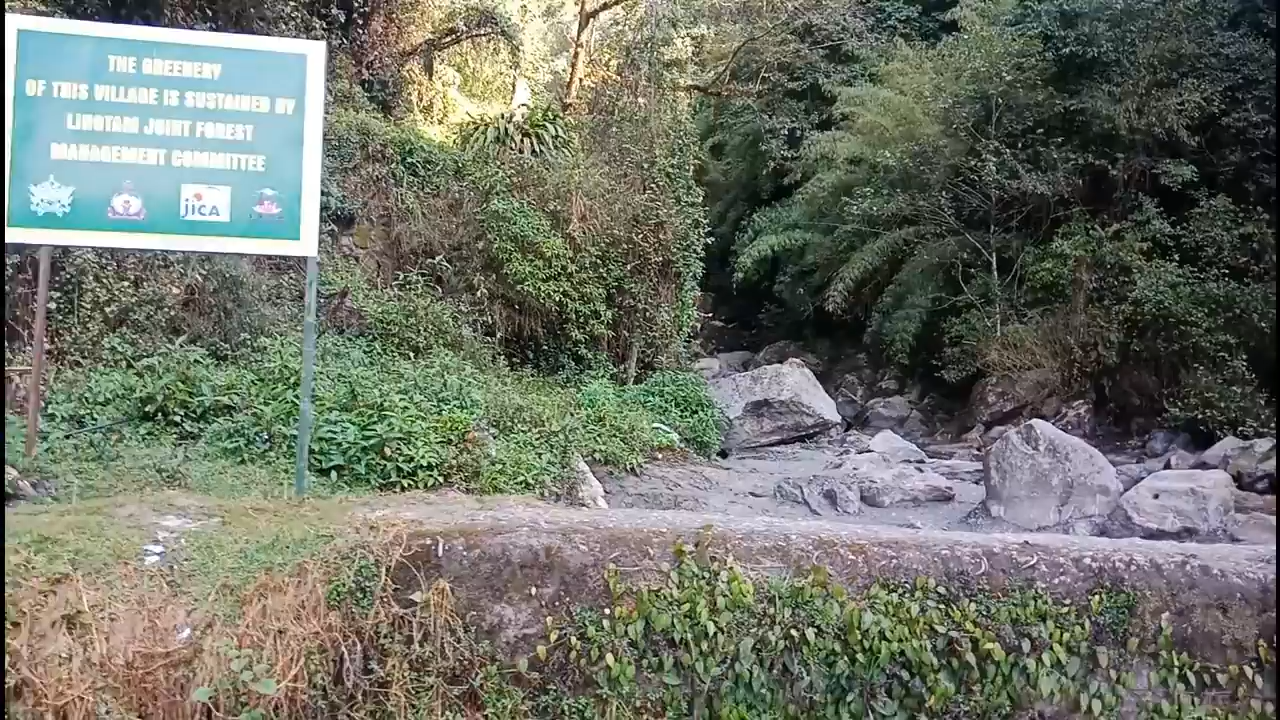 THE GREENERY
OF THIS VILLAGE IS SUSTAINED BY
LINGTAM JOINT FOREST
MANAGEMENT COMMITTEE
jICA